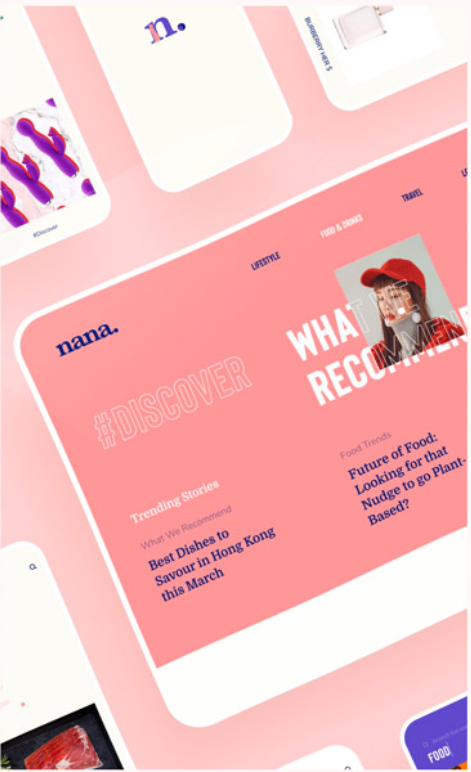 n.
BURBERRY HER $
#Discover
LIFESTYLE
FOOD & DRINKS
TRAVEL
nana.
#DISCOVER
WHAT WE
RECOMMEN
Trending Stories
What We Recommend
Best Dishes to
Savour in Hong Kong
this March
Food Trends
Future of Food:
Looking for that
Nudge to go Plant-
Based?
FOOD